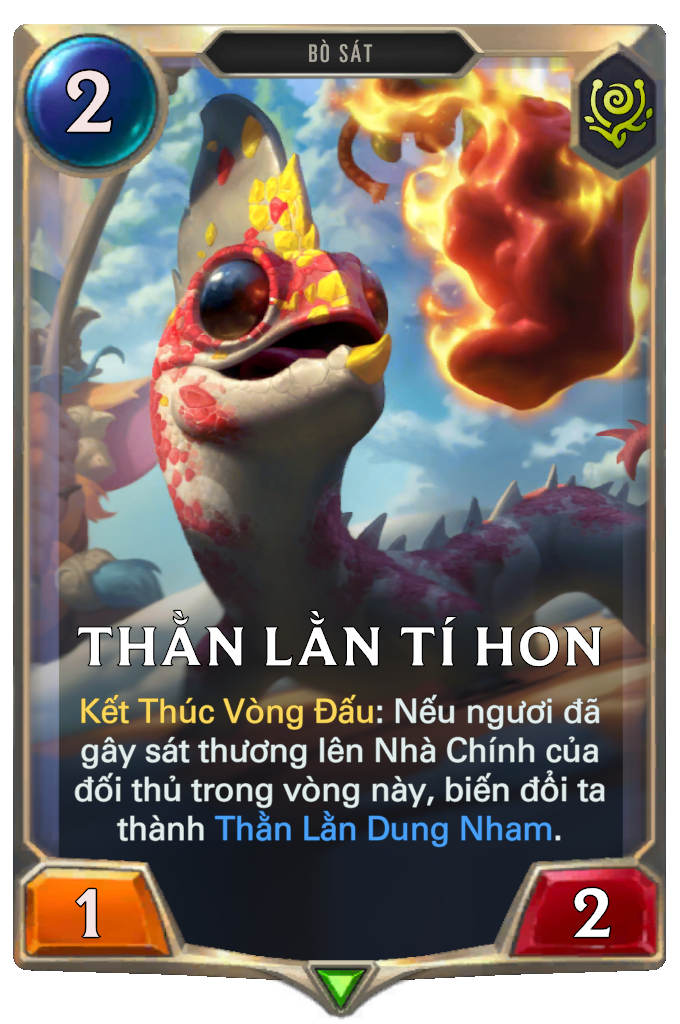 2
BÒ SÁT
THẰN LẰN TÍ HON
Kết Thúc Vòng Đấu: Nếu ngươi đã
gây sát thương lên Nhà Chính của
đối thủ trong vòng này, biến đổi ta
thành Thằn Lằn Dung Nham.
1
2